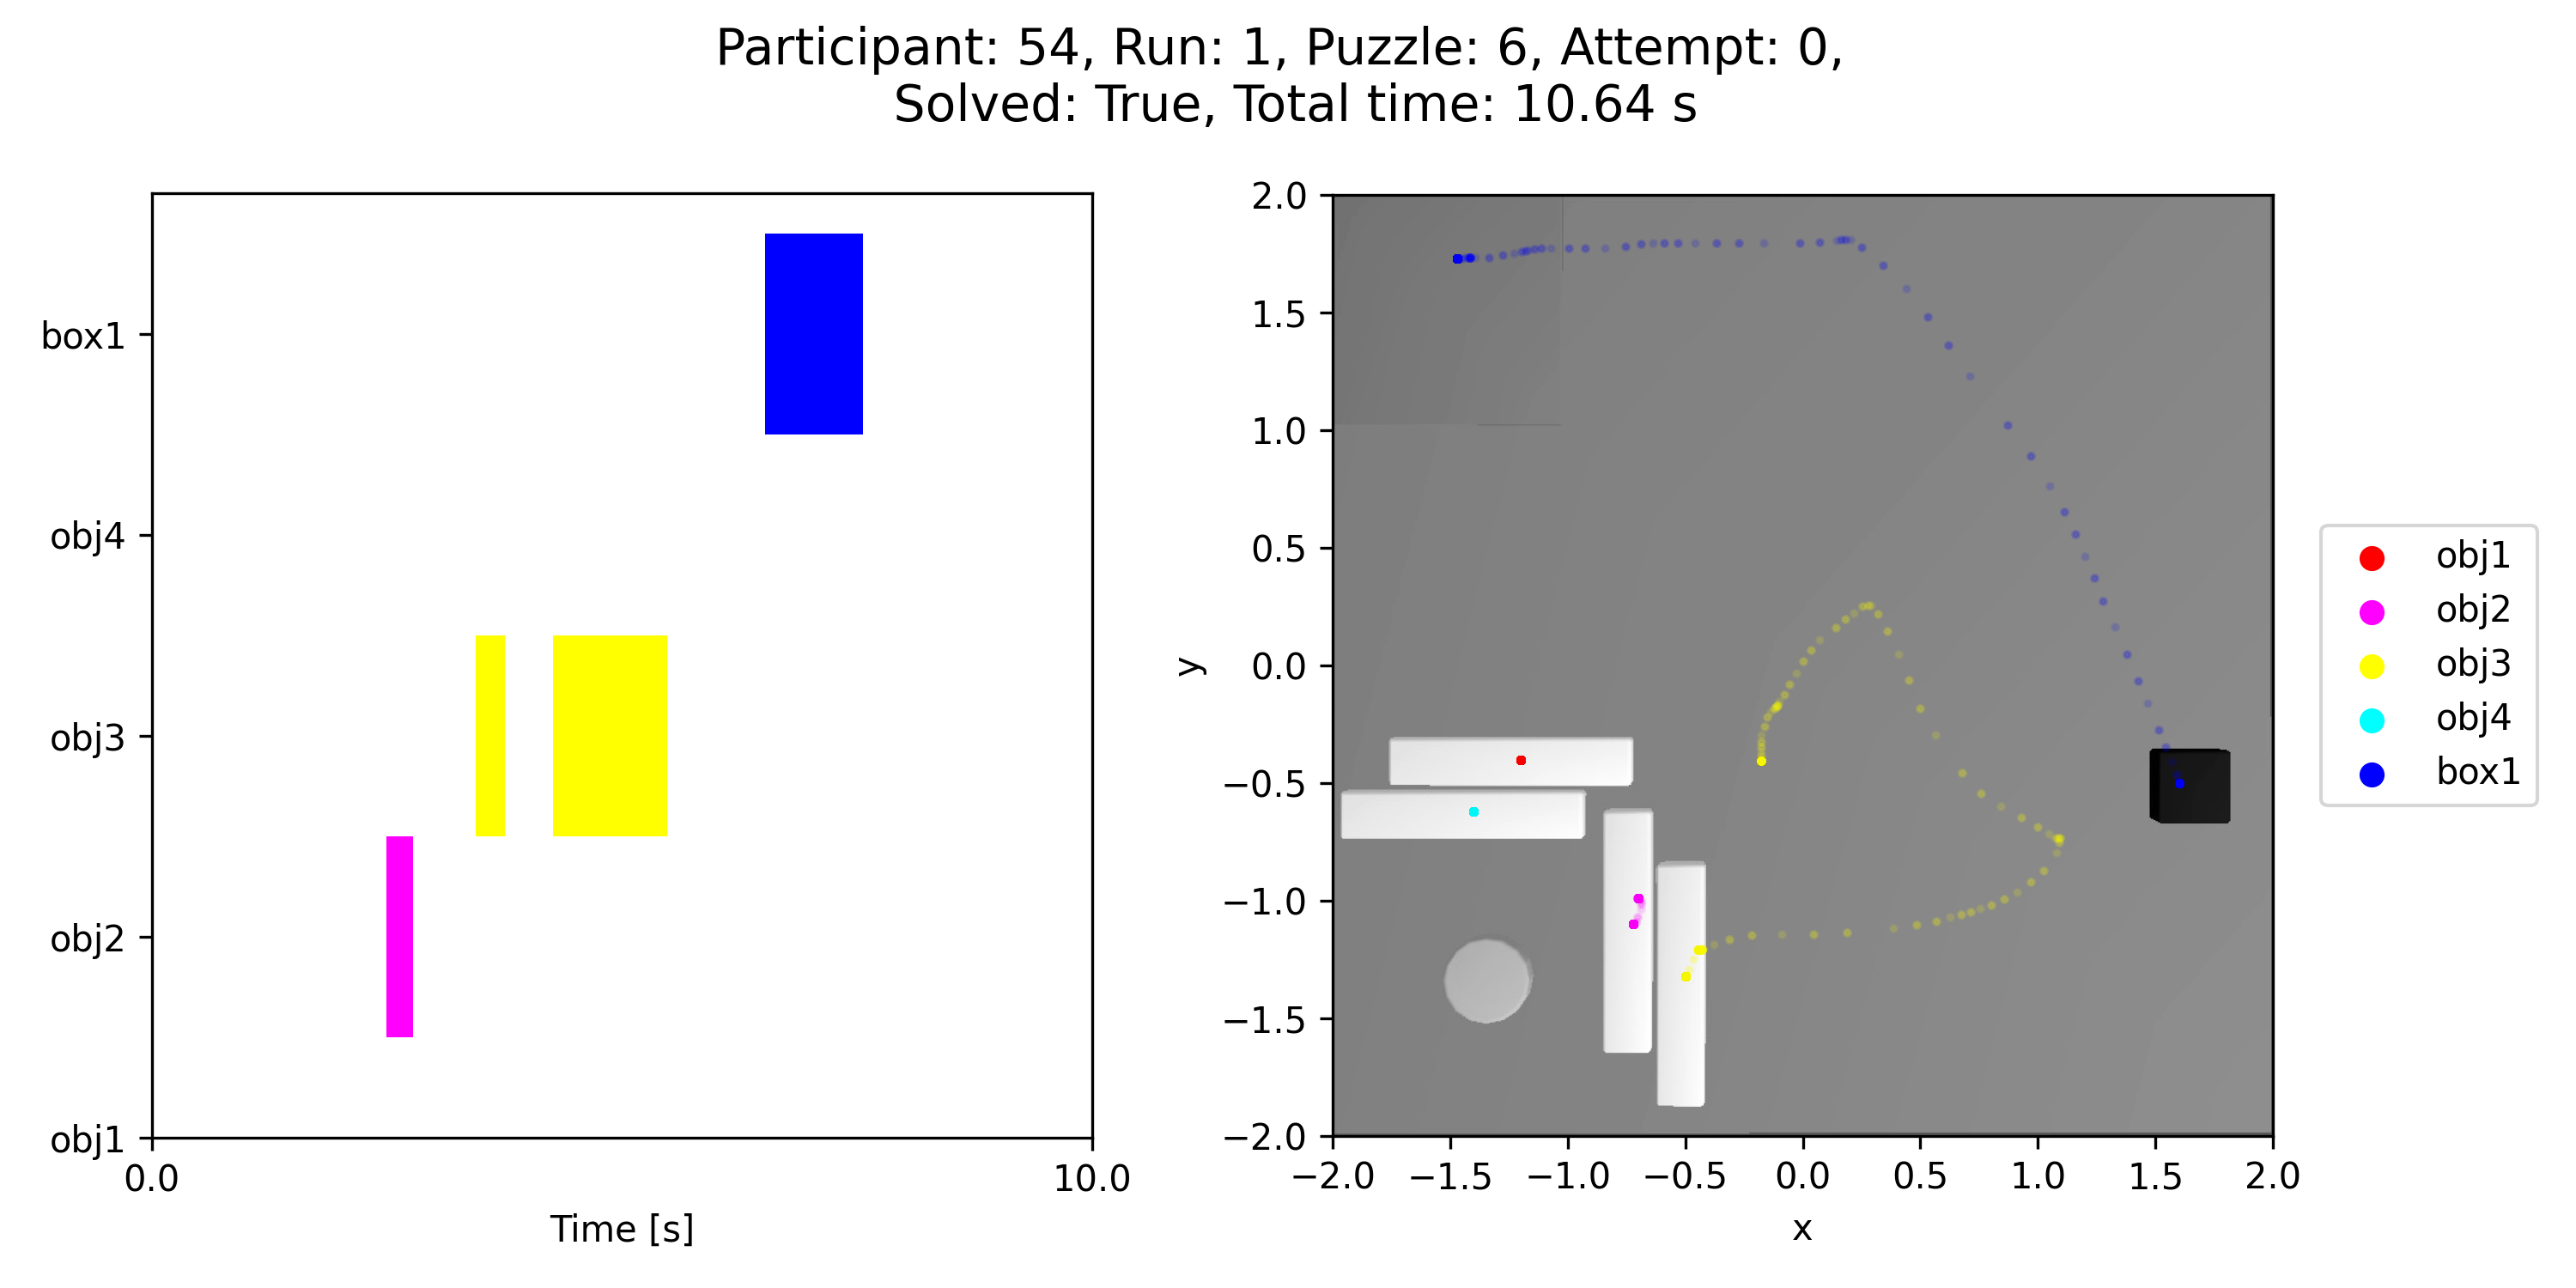 Participant: 54, Run: 1, Puzzle: 6, Attempt: 0,
Solved: True, Total time: 10.64 s
box1
obj4
obj3
obj2
obj1
0.0
10.0
Time [s]
2.0
1.5
1.0
0.5
0.0
−0.5
−1.0
−1.5
−2.0
y
−2.0
−1.5
−1.0
−0.5
0.0
0.5
1.0
1.5
2.0
x
obj1
obj2
obj3
obj4
box1